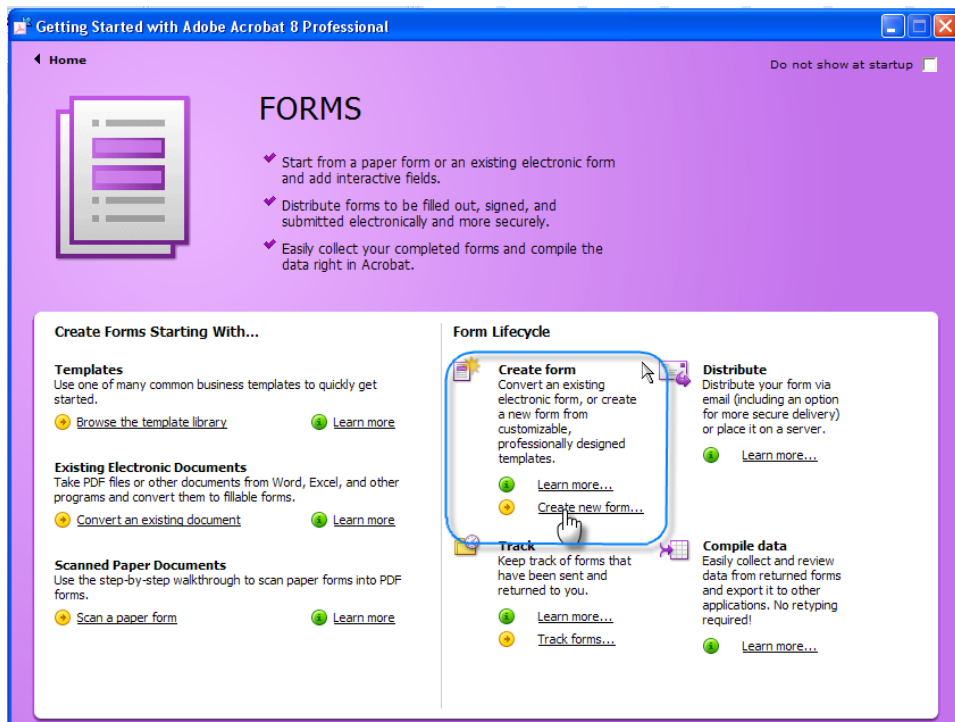 Getting Started with Adobe Acrobat 8 Professional
Home
Do not show at startup
FORMS
Start from a paper form or an existing electronic form
and add interactive fields.
Distribute forms to be filled out, signed, and
submitted electronically and more securely.
Easily collect your completed forms and compile the
data right in Acrobat.
Create Forms Starting With...
Templates
Use one of many common business templates to quickly get
started.
Browse the template library
Learn more
Existing Electronic Documents
Take PDF files or other documents from Word, Excel, and other
programs and convert them to fillable forms.
Convert an existing document
Learn more
Scanned Paper Documents
Use the step-by-step walkthrough to scan paper forms into PDF
forms.
Scan a paper form
Learn more
Form Lifecycle
Create form
Convert an existing
electronic form, or create
a new form from
customizable,
professionally designed
templates.
Learn more...
Create new form...
Distribute
Distribute your form via
email (including an option
for more secure delivery)
or place it on a server.
Learn more...
Track
Keep track of forms that
have been sent and
returned to you.
Learn more...
Track forms...
Compile data
Easily collect and review
data from returned forms
and export it to other
applications. No retyping
required!
Learn more...